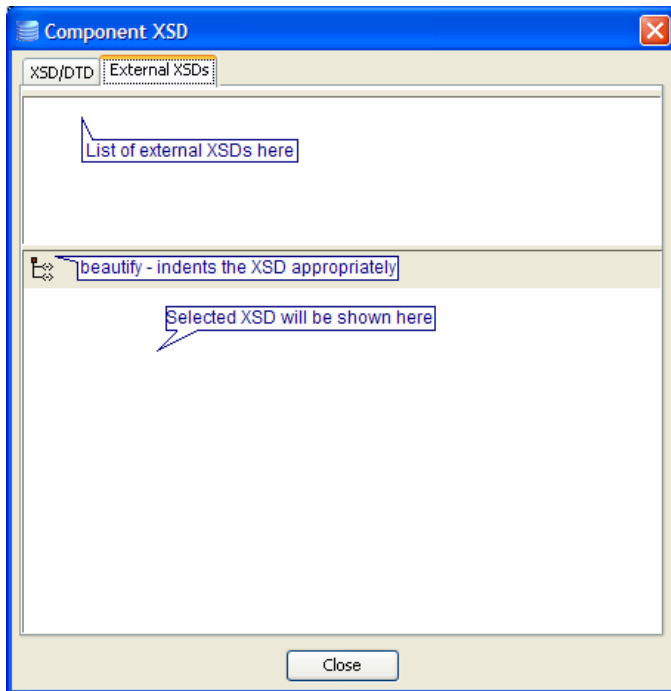 Component XSD
XSD/DTD
External XSDs
List of external XSDs here
beautify - indents the XSD appropriately
Selected XSD will be shown here
Close